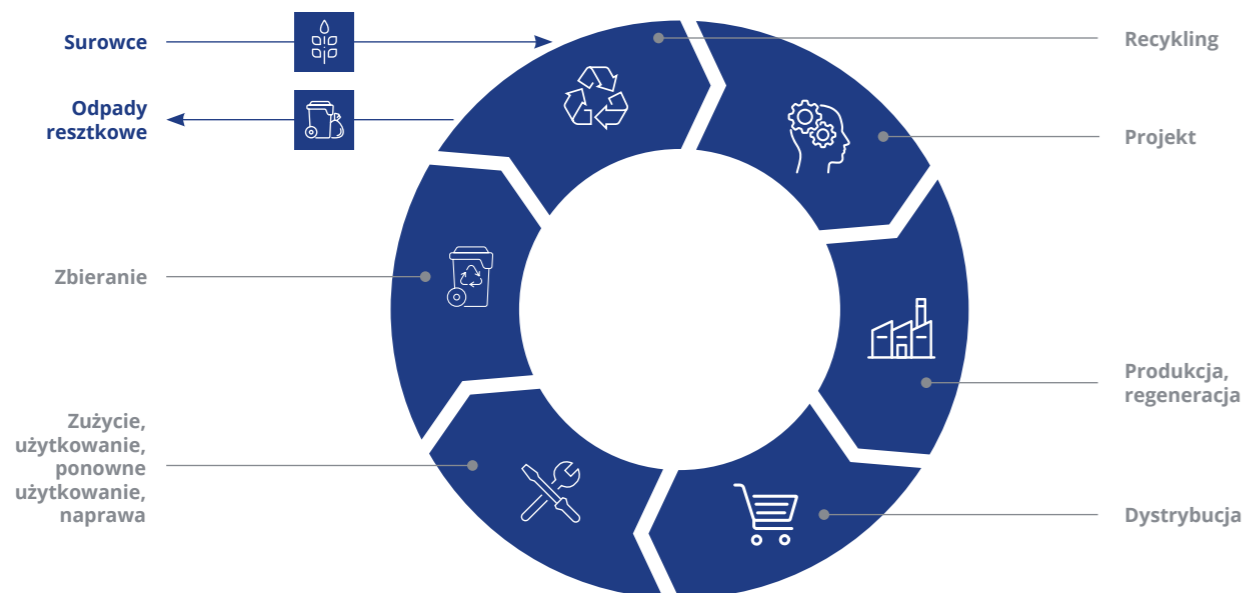 Surowce
Odpady
resztkowe
Zbieranie
Zużycie,
użytkowanie,
ponowne
użytkowanie,
naprawa
Recykling
Projekt
Produkcja,
regeneracja
Dystrybucja